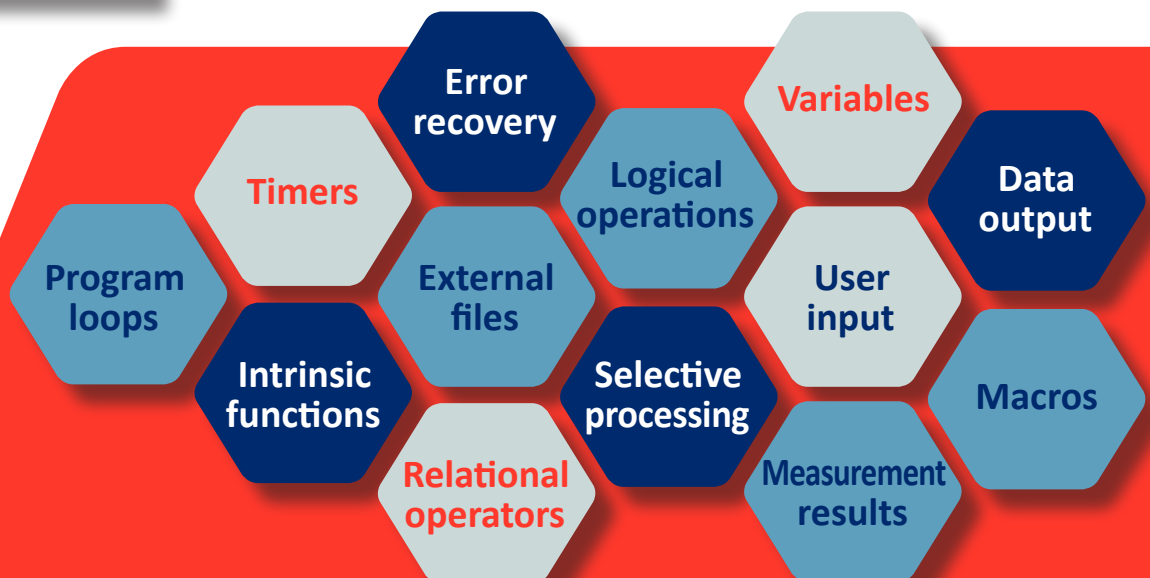 Error
recovery
Variables
Timers
Logical
operations
Data
output
Program
loops
External
files
User
input
Intrinsic
functions
Selective
processing
Macros
Relational
operators
Measurement
results